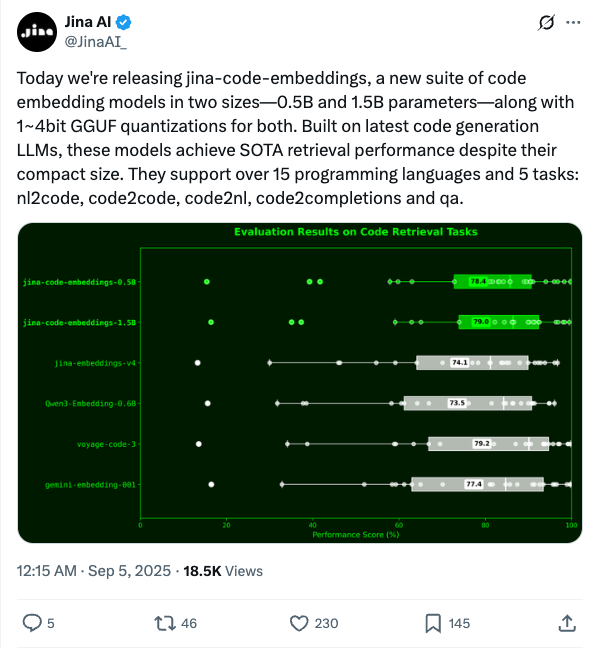 Jina
Jina AI
@JinaAI_
Today we're releasing jina-code-embeddings, a new suite of code
embedding models in two sizes—0.5B and 1.5B parameters—along with
1~4bit GGUF quantizations for both. Built on latest code generation
LLMs, these models achieve SOTA retrieval performance despite their
compact size. They support over 15 programming languages and 5 tasks:
nl2code, code2code, code2nl, code2completions and qa.
Evaluation Results on Code Retrieval Tasks
jina-code-embeddings-0.5B 78.4
jina-code-embeddings-1.5B 79.0
jina-embeddings-v4 74.1
Qwen3-Embedding-0.6B 73.5
voyage-code-3 79.2
gemini-embedding-001 77.4
0 20 40 60 80 100
Performance Score (%)
12:15 AM · Sep 5, 2025 · 18.5K Views
5 46 230 145